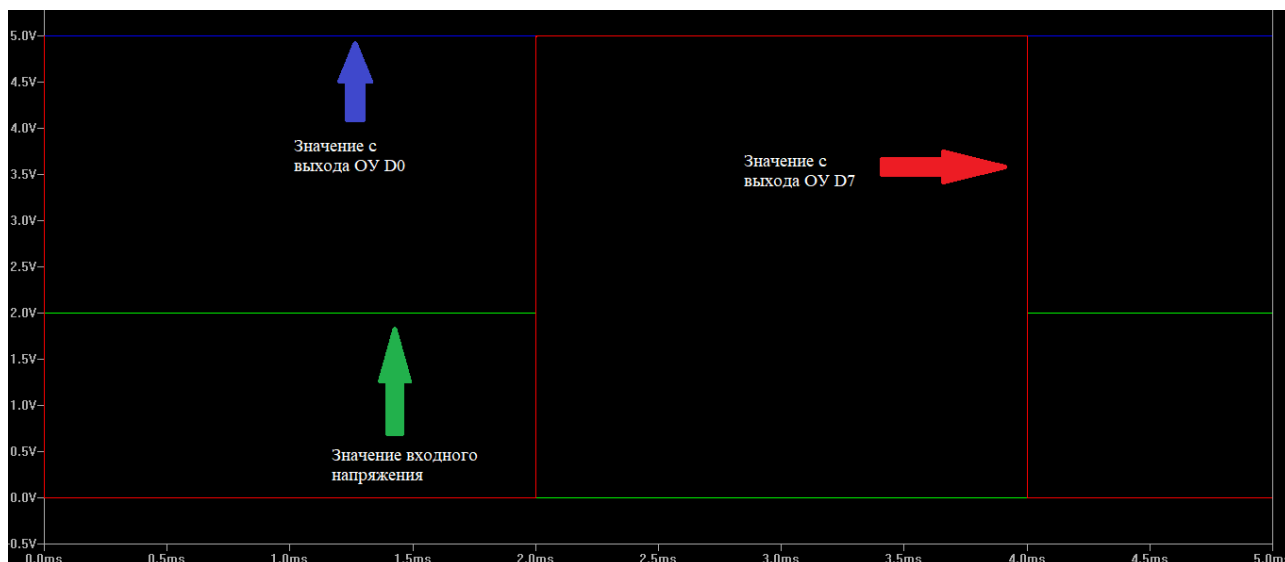 5.0V
4.5V
4.0V
3.5V
3.0V
2.5V
2.0V
1.5V
1.0V
0.5V
0.0V
-0.5V
Значение с
выхода ОУ D0
Значение с
выхода ОУ D7
Значение входного
напряжения
0.0ms 0.5ms 1.0ms 1.5ms 2.0ms 2.5ms 3.0ms 3.5ms 4.0ms 4.5ms 5.0ms